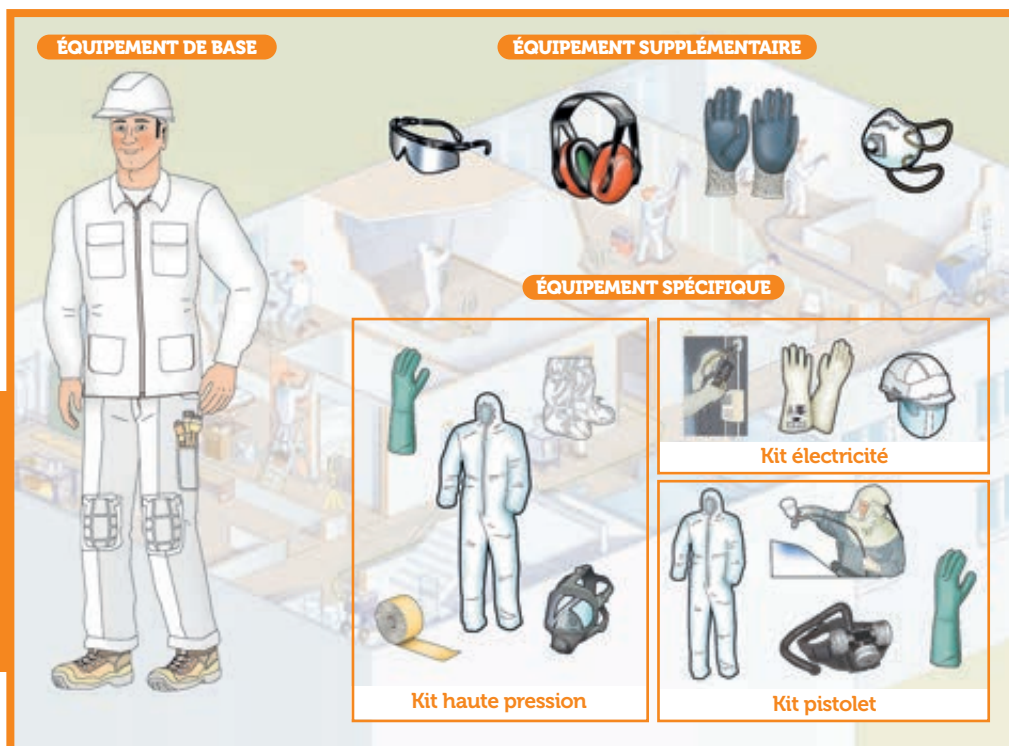 ÉQUIPEMENT DE BASE
ÉQUIPEMENT SUPPLÉMENTAIRE
ÉQUIPEMENT SPÉCIFIQUE
Kit électricité
Kit haute pression
Kit pistolet